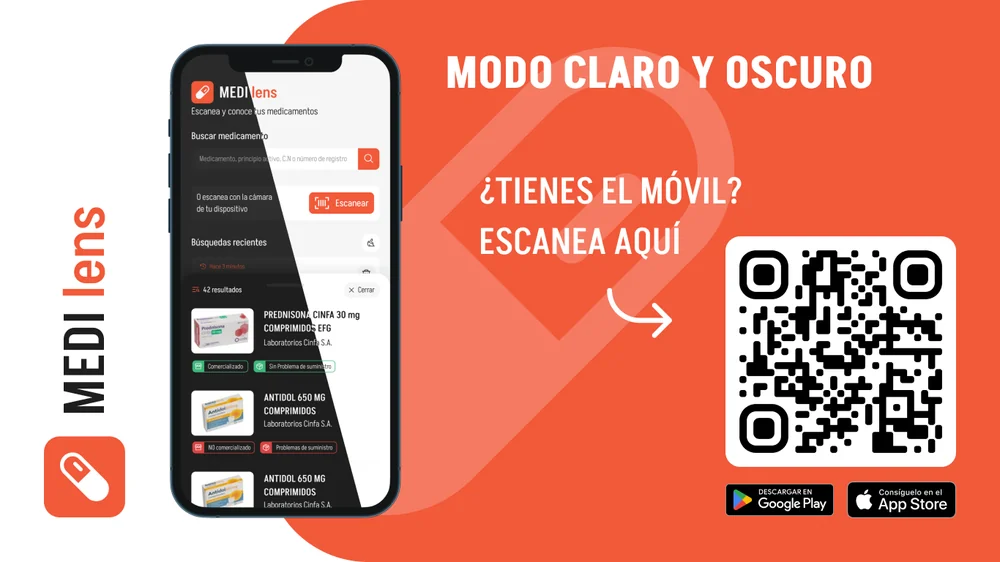 MEDI lens
MEDI lens
Escanea y conoce tus medicamentos
Buscar medicamento
Medicamento, principio activo, C.N o número de registro
O escanea con la cámara
de tu dispositivo
Escanear
Búsquedas recientes
Hace 3 minutos
42 resultados
Cerrar
PREDNISONA CINFA 30 mg
COMPRIMIDOS EFG
Laboratorios Cinfa S.A.
Comercializado
Sin Problema de suministro
ANTIDOL 650 MG
COMPRIMIDOS
Laboratorios Cinfa S.A.
NO comercializado
Problemas de suministro
ANTIDOL 650 MG
COMPRIMIDOS
Laboratorios Cinfa S.A.
MODO CLARO Y OSCURO
¿TIENES EL MÓVIL?
ESCANEA AQUÍ
DESCARGAR EN
Google Play
Consíguelo en el
App Store